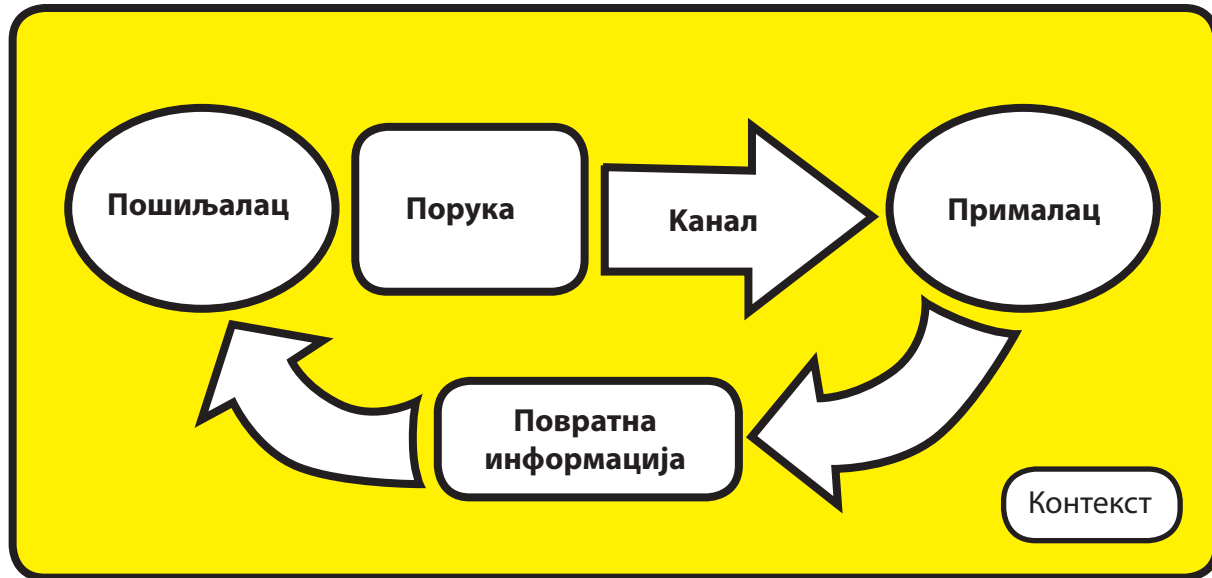 Пошиљалац
Порука
Канал
Прималац
Повратна
информација
Контекст